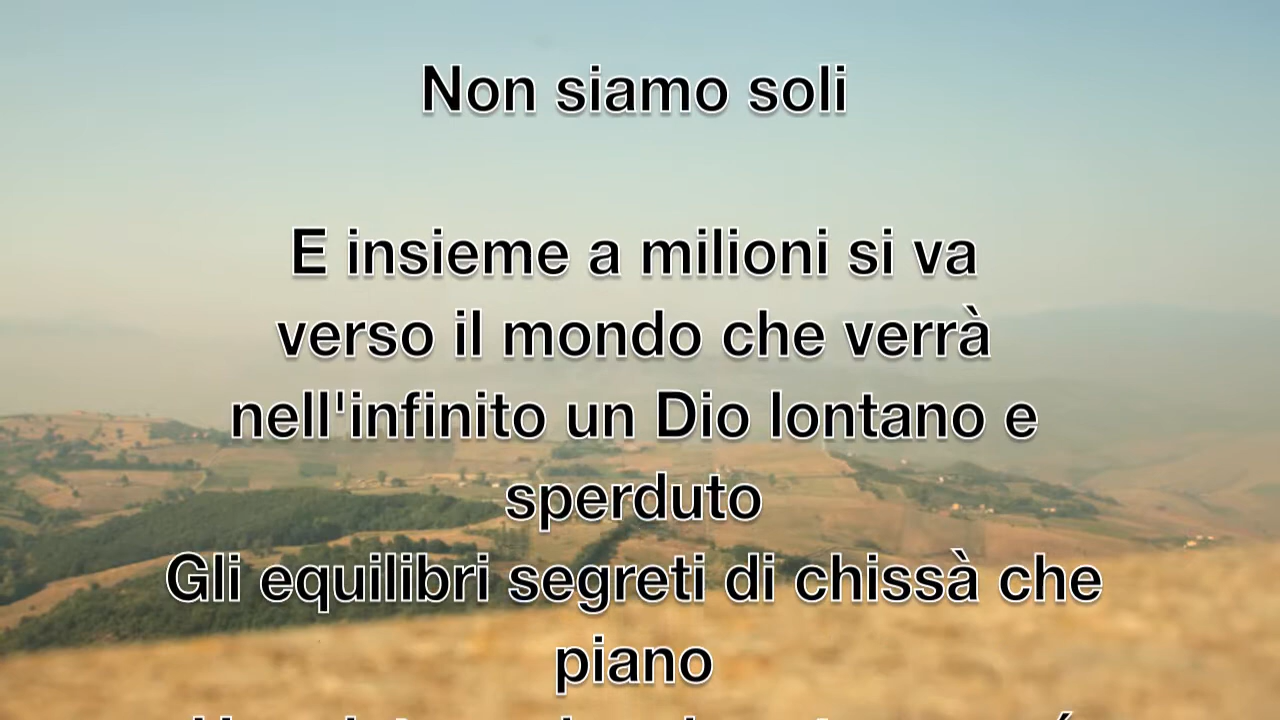 Non siamo soli
E insieme a milioni si va
verso il mondo che verrà
nell'infinito un Dio lontano e
sperduto
Gli equilibri segreti di chissà che
piano